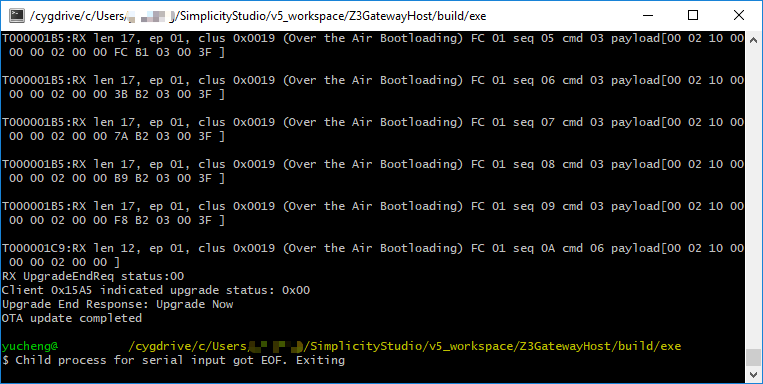 /cygdrive/c/Users/ /SimplicityStudio/v5_workspace/Z3GatewayHost/build/exe
T000001B5:RX len 17, ep 01, clus 0x0019 (Over the Air Bootloading) FC 01 seq 05 cmd 03 payload[00 02 10 00
00 00 02 00 00 FC B1 03 00 3F ]
T000001B5:RX len 17, ep 01, clus 0x0019 (Over the Air Bootloading) FC 01 seq 06 cmd 03 payload[00 02 10 00
00 00 02 00 00 3B B2 03 00 3F ]
T000001B5:RX len 17, ep 01, clus 0x0019 (Over the Air Bootloading) FC 01 seq 07 cmd 03 payload[00 02 10 00
00 00 02 00 00 7A B2 03 00 3F ]
T000001B5:RX len 17, ep 01, clus 0x0019 (Over the Air Bootloading) FC 01 seq 08 cmd 03 payload[00 02 10 00
00 00 02 00 00 B9 B2 03 00 3F ]
T000001B5:RX len 17, ep 01, clus 0x0019 (Over the Air Bootloading) FC 01 seq 09 cmd 03 payload[00 02 10 00
00 00 02 00 00 F8 B2 03 00 3F ]
T000001C9:RX len 12, ep 01, clus 0x0019 (Over the Air Bootloading) FC 01 seq 0A cmd 06 payload[00 02 10 00
00 00 02 00 00 ]
RX UpgradeEndReq status:00
Client 0x15A5 indicated upgrade status: 0x00
Upgrade End Response: Upgrade Now
OTA update completed
yucheng@ /cygdrive/c/Users/ /SimplicityStudio/v5_workspace/Z3GatewayHost/build/exe
$ Child process for serial input got EOF. Exiting